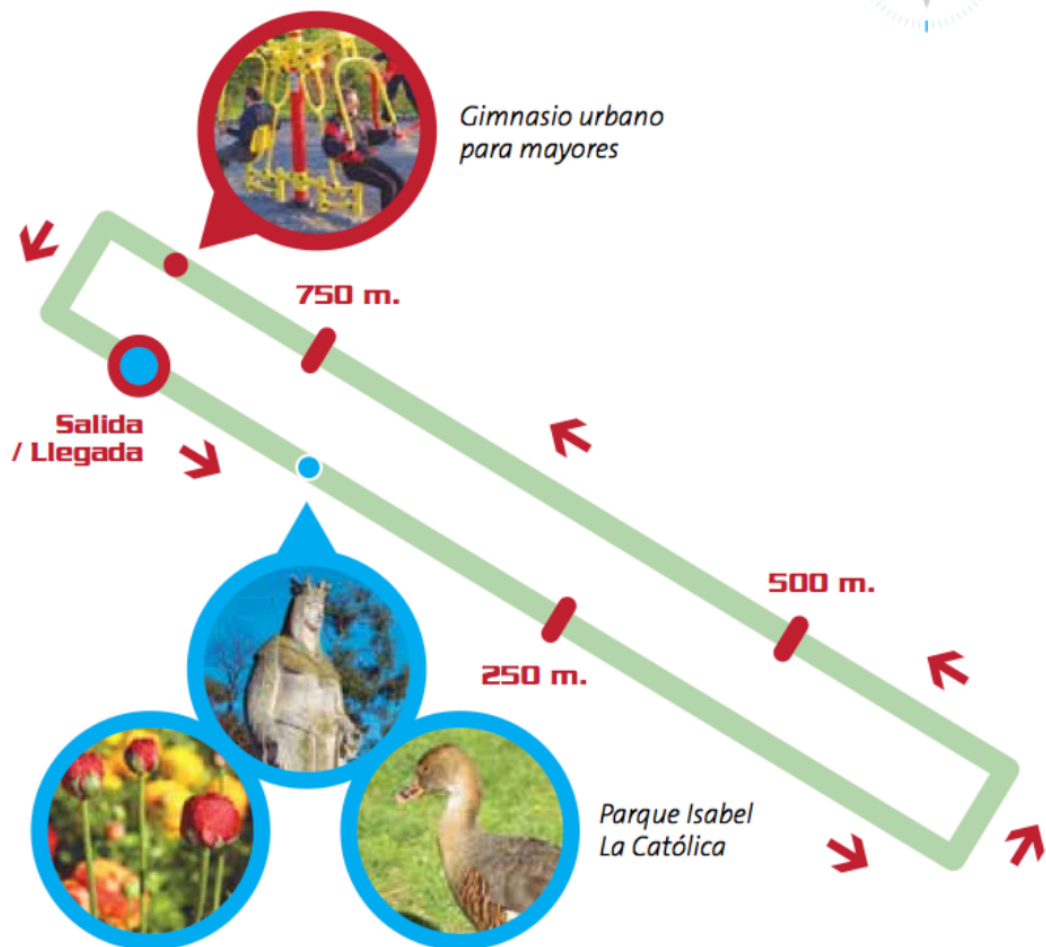 Gimnasio urbano
para mayores
750 m.
Salida
/ Llegada
500 m.
250 m.
Parque Isabel
La Católica